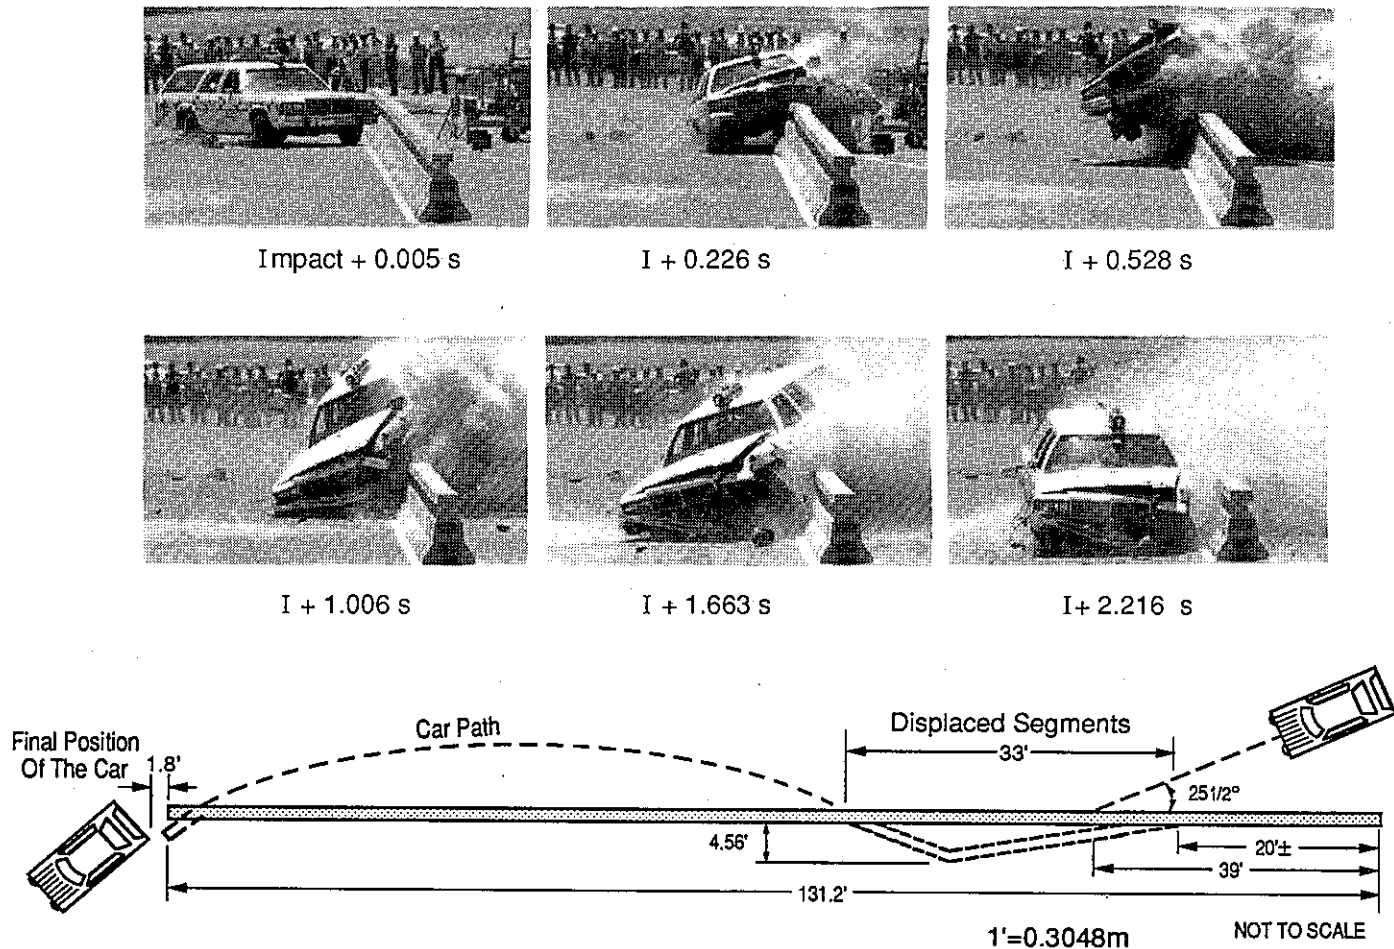 Impact + 0.005 s
I + 0.226 s
I + 0.528 s
I + 1.006 s
I + 1.663 s
I + 2.216 s
Final Position
Of The Car
1.8'
Car Path
Displaced Segments
33'
251/2°
4.56'
20'±
39'
131.2'
1'=0.3048m
NOT TO SCALE